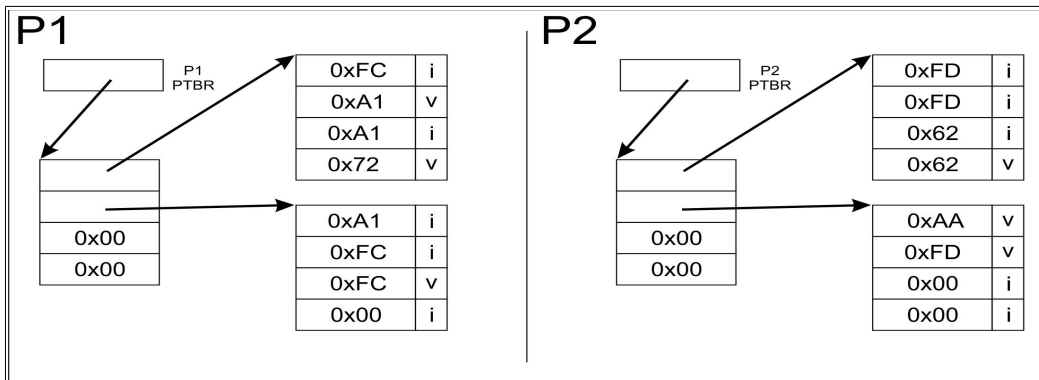 P1
P1
PTBR
0xFC i
0xA1 v
0xA1 i
0x72 v
0x00
0x00
0xA1 i
0xFC i
0xFC v
0x00 i
P2
P2
PTBR
0xFD i
0xFD i
0x62 i
0x62 v
0x00
0x00
0xAA v
0xFD v
0x00 i
0x00 i